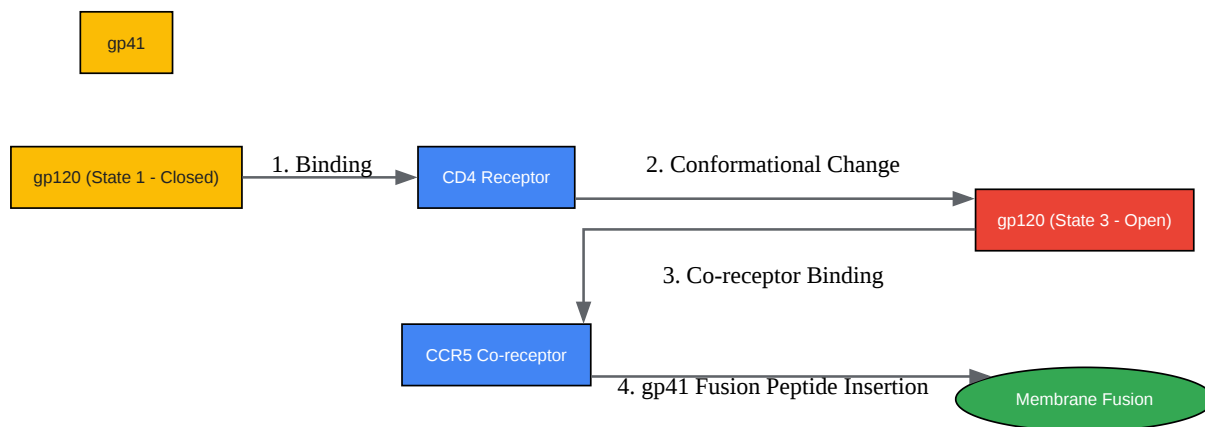 gp41
gp120 (State 1 - Closed)
1. Binding
CD4 Receptor
2. Conformational Change
gp120 (State 3 - Open)
3. Co-receptor Binding
CCR5 Co-receptor
4. gp41 Fusion Peptide Insertion
Membrane Fusion